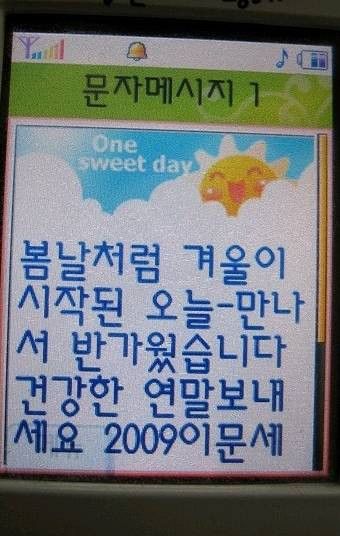 문자메시지 1
One
sweet day
봄날처럼 겨울이
시작된 오늘-만나
서 반가웠습니다
건강한 연말보내
세요 2009이문세